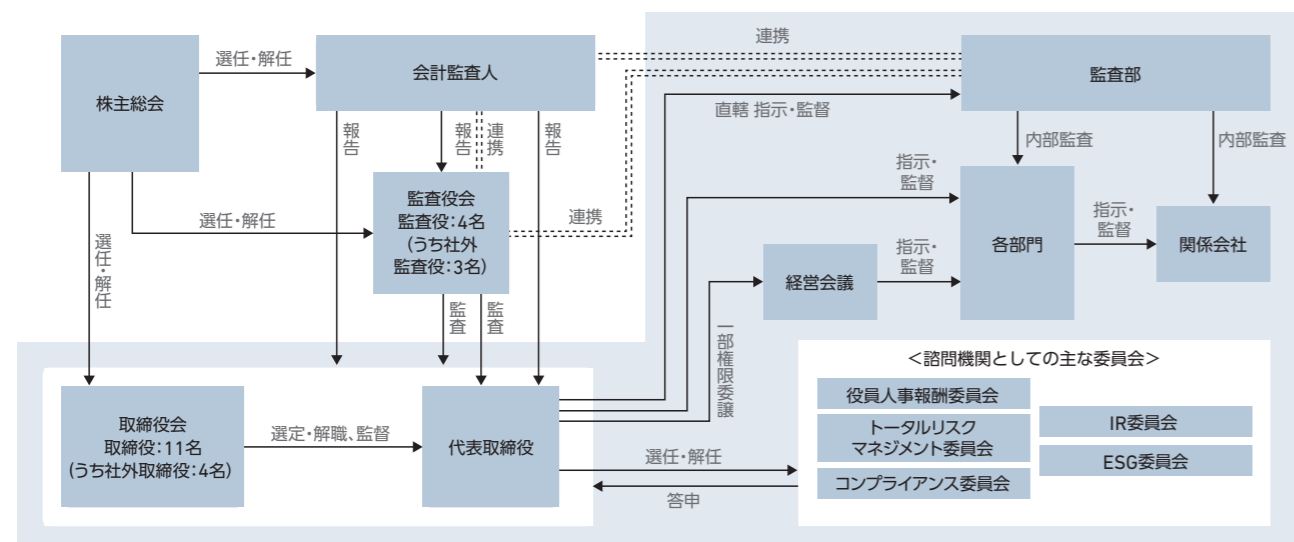 株主総会
選任・解任
会計監査人
連携
監査部
直轄 指示・監督
報告
報告
連携
報告
内部監査
内部監査
監査役会
監査役：4名
(うち社外
監査役：3名)
選任・解任
連携
指示・
監督
各部門
指示・
監督
関係会社
選任・解任
監査
監査
経営会議
指示・
監督
一部権限委譲
取締役会
取締役：11名
(うち社外取締役：4名)
選定・解職、監督
代表取締役
選任・解任
答申
＜諮問機関としての主な委員会＞
役員人事報酬委員会
トータルリスク
マネジメント委員会
コンプライアンス委員会
IR委員会
ESG委員会